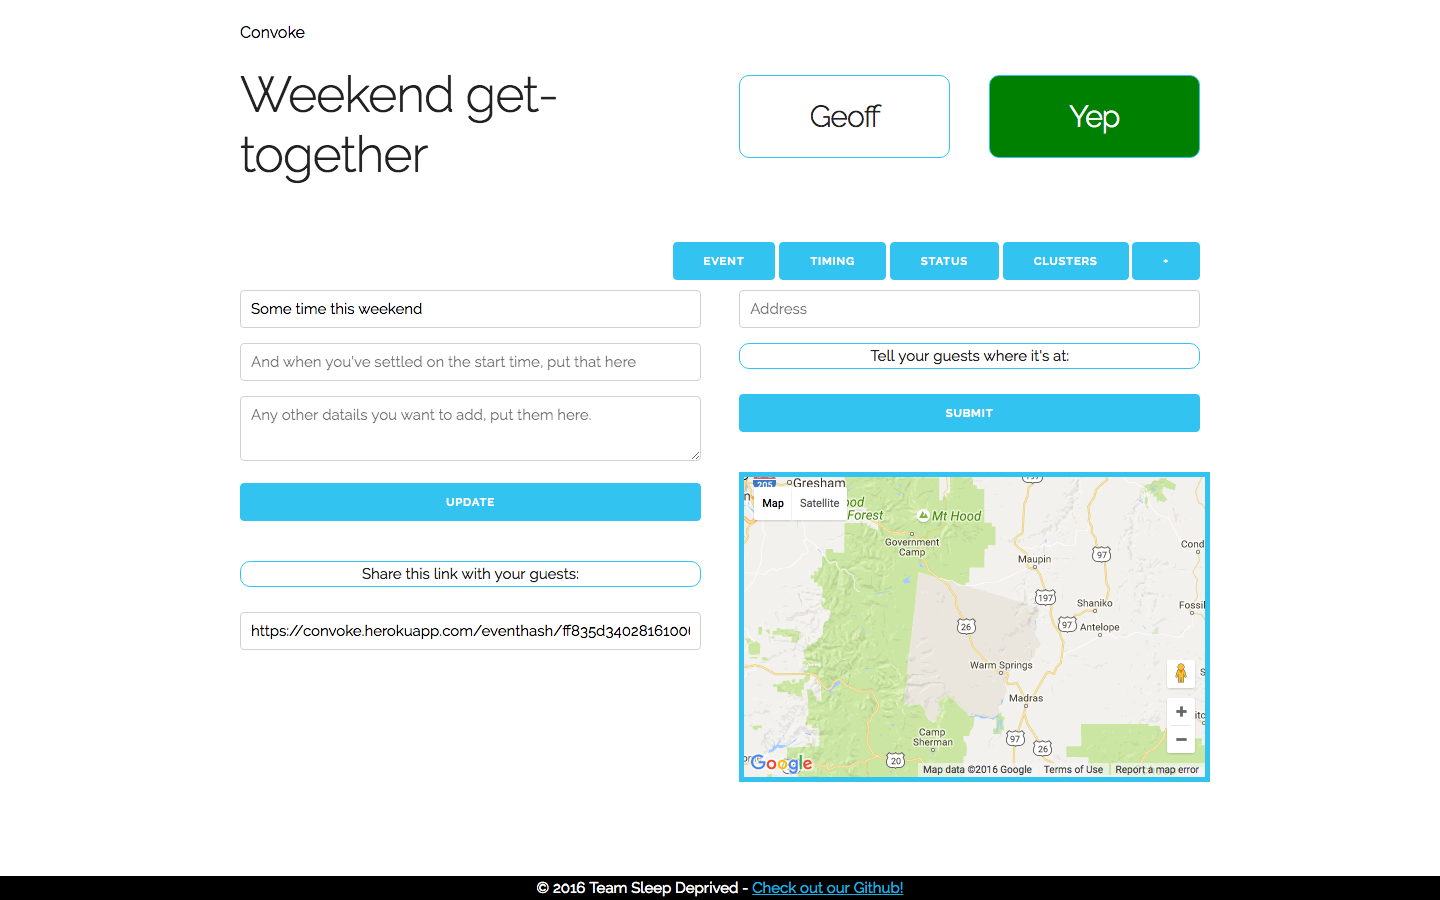 Convoke
Weekend get-
together
Geoff
Yep
EVENT
TIMING
STATUS
CLUSTERS
+
Some time this weekend
And when you've settled on the start time, put that here
Any other datails you want to add, put them here.
UPDATE
Share this link with your guests:
https://convoke.herokuapp.com/eventhash/ff835d3402816100
Address
Tell your guests where it's at:
SUBMIT
205
Gresham
Map
Satellite
ood
Forest
Mt Hood
Government
Camp
Maupin
97
Cond
197
Shaniko
Fossil
97
Antelope
26
Warm Springs
Madras
Camp
Sherman
97
26
20
Google
Map data ©2016 Google
Terms of Use
Report a map error
© 2016 Team Sleep Deprived - Check out our Github!